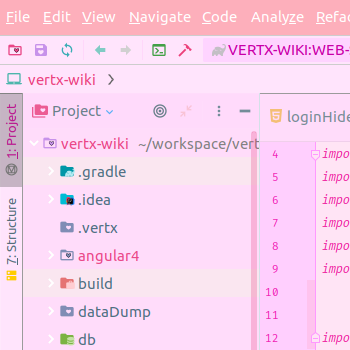 File Edit View Navigate Code Analyze Refac
VERTX-WIKI:WEB-
vertx-wiki
Project
loginHide
1: Project
7: Structure
vertx-wiki ~/workspace/vert
.gradle
.idea
.vertx
angular4
build
dataDump
db
4 impo
5 impo
6 impo
7 impo
8 impo
9 impo
10
11
12 impo